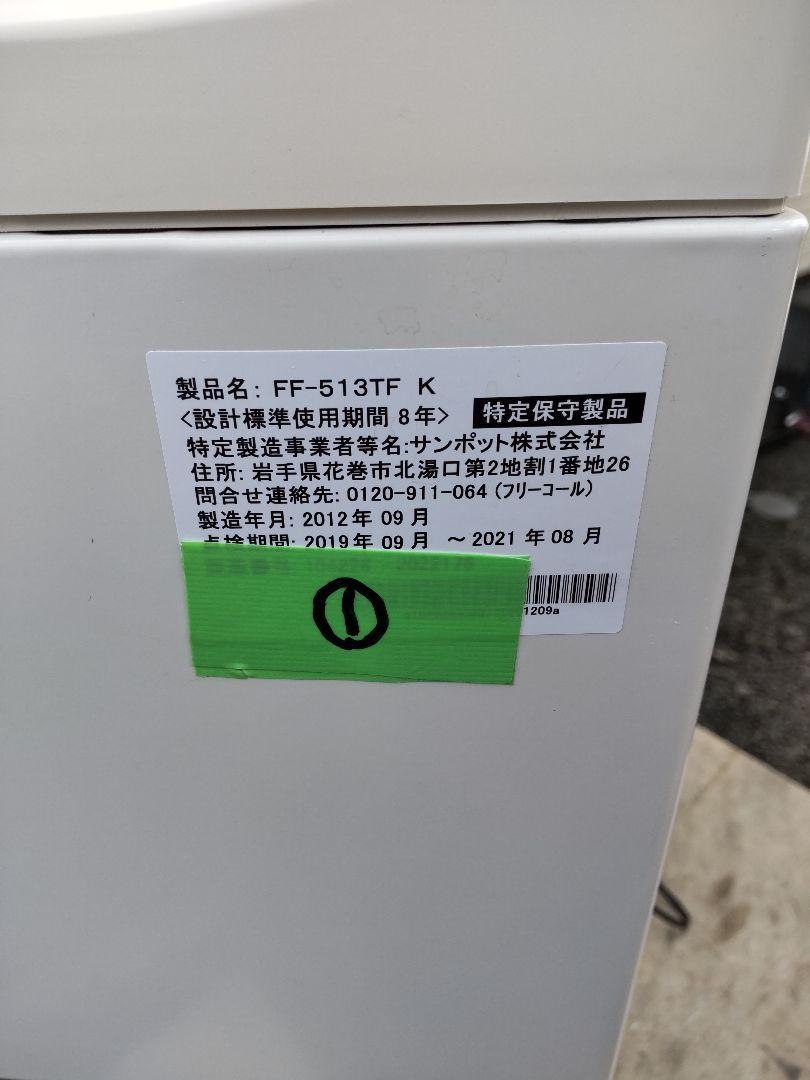 製品名: FF-513TF K
<設計標準使用期間 8年> 特定保守製品
特定製造事業者等名:サンポット株式会社
住所: 岩手県花巻市北湯口第2地割1番地26
問合せ連絡先: 0120-911-064 (フリーコール)
製造年月: 2012年 09月
点検期間: 2019年 09月 ～2021年 08月
①
1209a